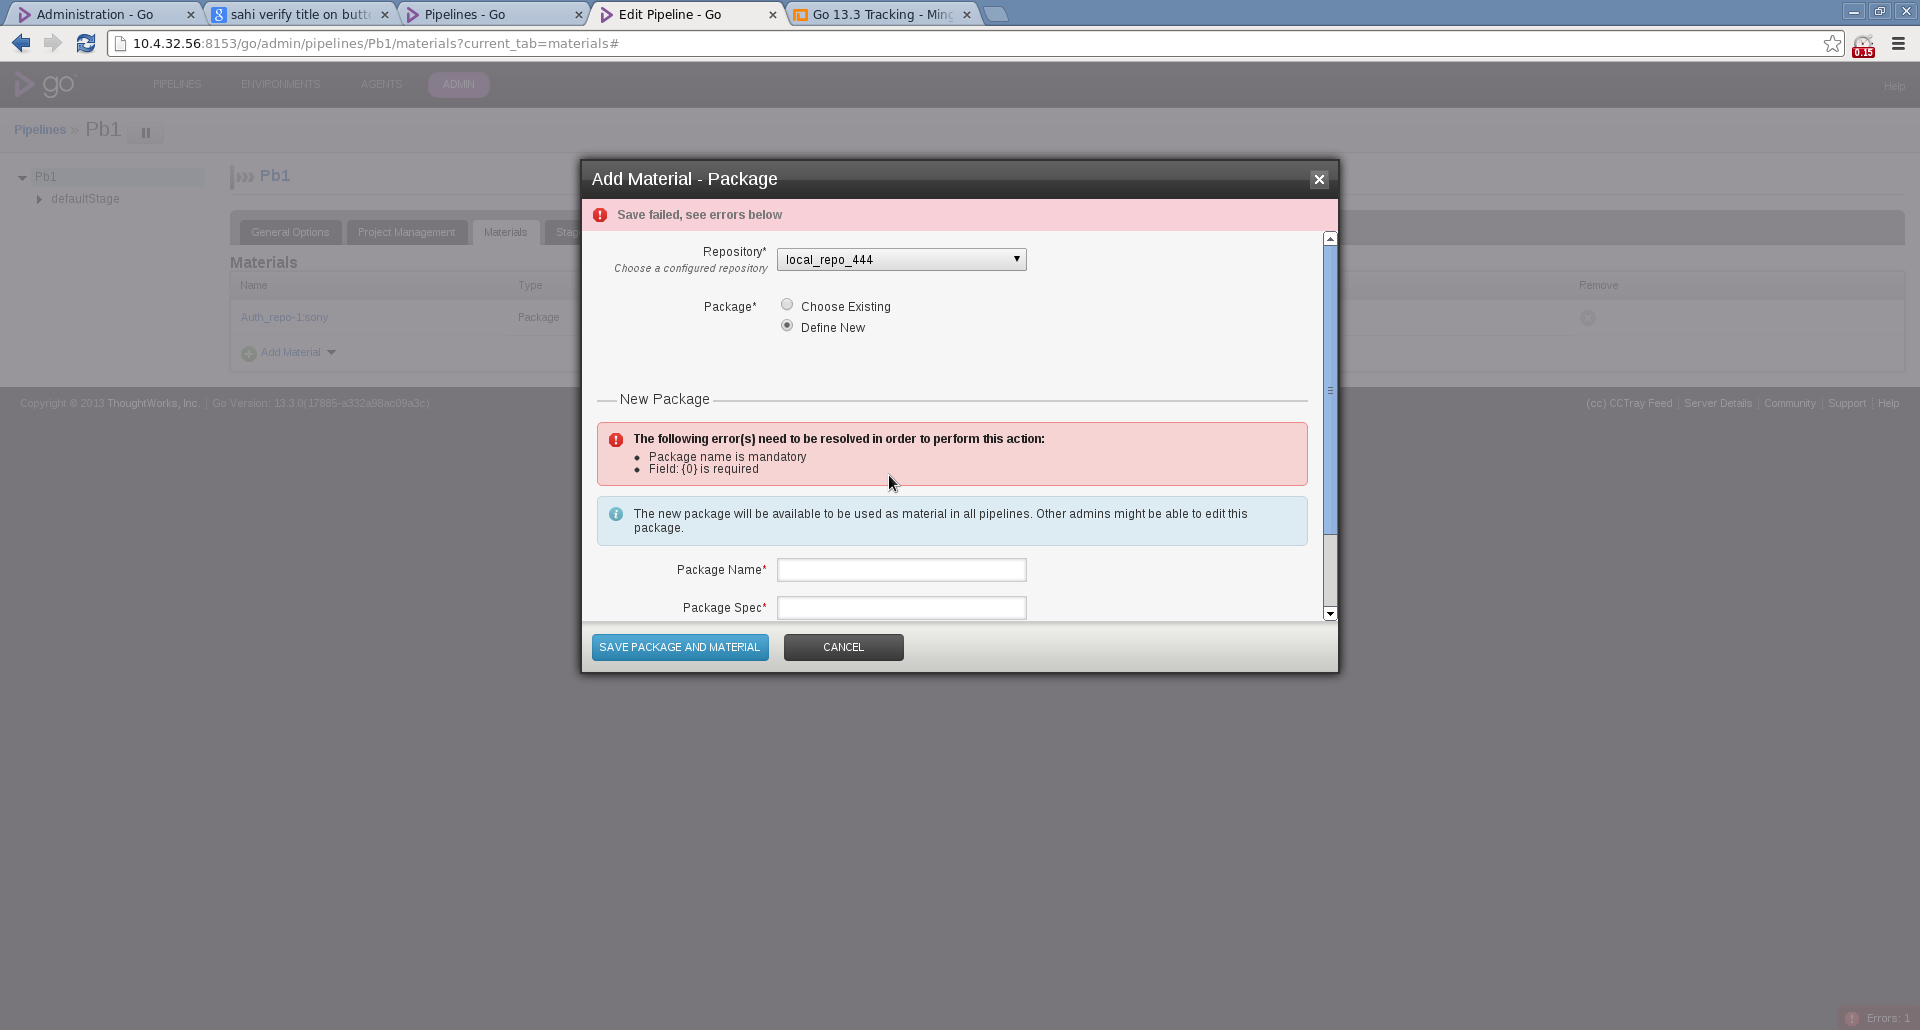 Administration - Go
sahi verify title on butt
Pipelines - Go
Edit Pipeline - Go
Go 13.3 Tracking - Ming
10.4.32.56:8153/go/admin/pipelines/Pb1/materials?current_tab=materials#
0.15
go
PIPELINES
ENVIRONMENTS
AGENTS
ADMIN
Help
Pipelines » Pb1
Pb1
defaultStage
Pb1
General Options
Project Management
Materials
Stag
Materials
Name
Type
Remove
Auth_repo-1:sony
Package
Add Material
Add Material - Package
Save failed, see errors below
Repository*
Choose a configured repository
local_repo_444
Package*
Choose Existing
Define New
New Package
The following error(s) need to be resolved in order to perform this action:
Package name is mandatory
Field: {0} is required
The new package will be available to be used as material in all pipelines. Other admins might be able to edit this
package.
Package Name*
Package Spec*
SAVE PACKAGE AND MATERIAL
CANCEL
Copyright © 2013 ThoughtWorks, Inc. | Go Version: 13.3.0(17885-a332a98ac09a3c)
(cc) CCTray Feed | Server Details | Community | Support | Help
Errors: 1